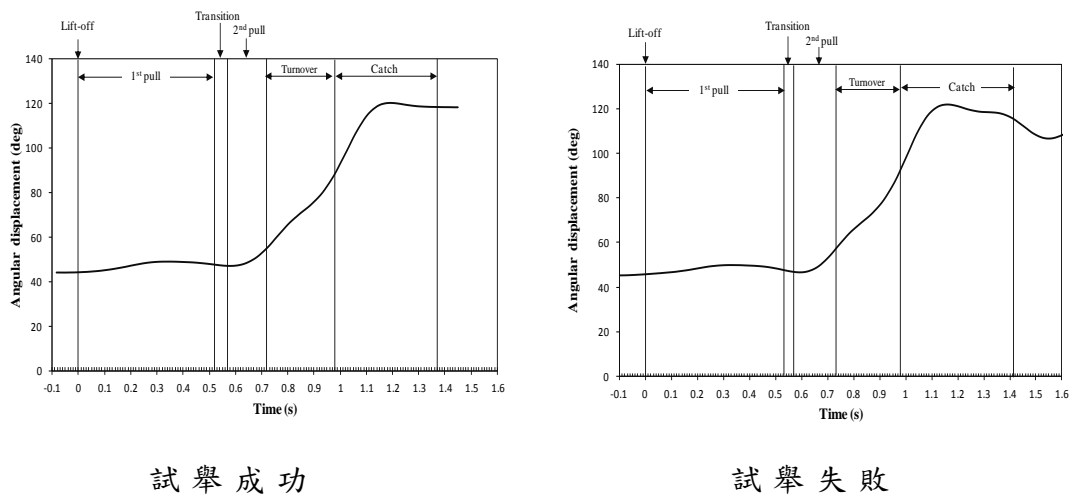 Transition
Lift-off
2nd pull
140
1st pull
Turnover
Catch
120
100
80
60
40
20
0
Angular displacement (deg)
-0.1 0 0.1 0.2 0.3 0.4 0.5 0.6 0.7 0.8 0.9 1 1.1 1.2 1.3 1.4 1.5 1.6
Time (s)
試舉成功
Transition
Lift-off
2nd pull
140
1st pull
Turnover
Catch
120
100
80
60
40
20
0
Angular displacement (deg)
-0.1 0 0.1 0.2 0.3 0.4 0.5 0.6 0.7 0.8 0.9 1 1.1 1.2 1.3 1.4 1.5 1.6
Time (s)
試舉失敗